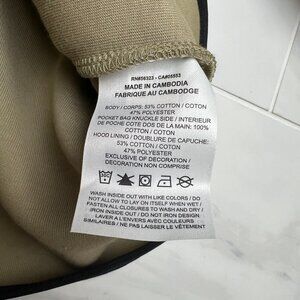 RN#56323 - CA#05553
MADE IN CAMBODIA
FABRIQUE AU CAMBODGE
BODY / CORPS: 53% COTTON / COTON
47% POLYESTER
POCKET BAG KNUCKLE SIDE / INTERIEUR
DE POCHE COTE DOS DE LA MAIN: 100%
COTTON / COTON
HOOD LINING / DOUBLURE DE CAPUCHE:
53% COTTON / COTON
47% POLYESTER
EXCLUSIVE OF DECORATION /
DECORATION NON COMPRISE
WASH INSIDE OUT WITH LIKE COLORS / DO
NOT ALLOW TO LAY ON ITSELF WHEN WET /
FASTEN ALL CLOSURES TO WASH AND DRY /
IRON INSIDE OUT / DO NOT IRON DESIGN
LAVER A L'ENVERS AVEC COULEURS
SIMILAIRES / NE PAS LAISSER LE VETEMENT